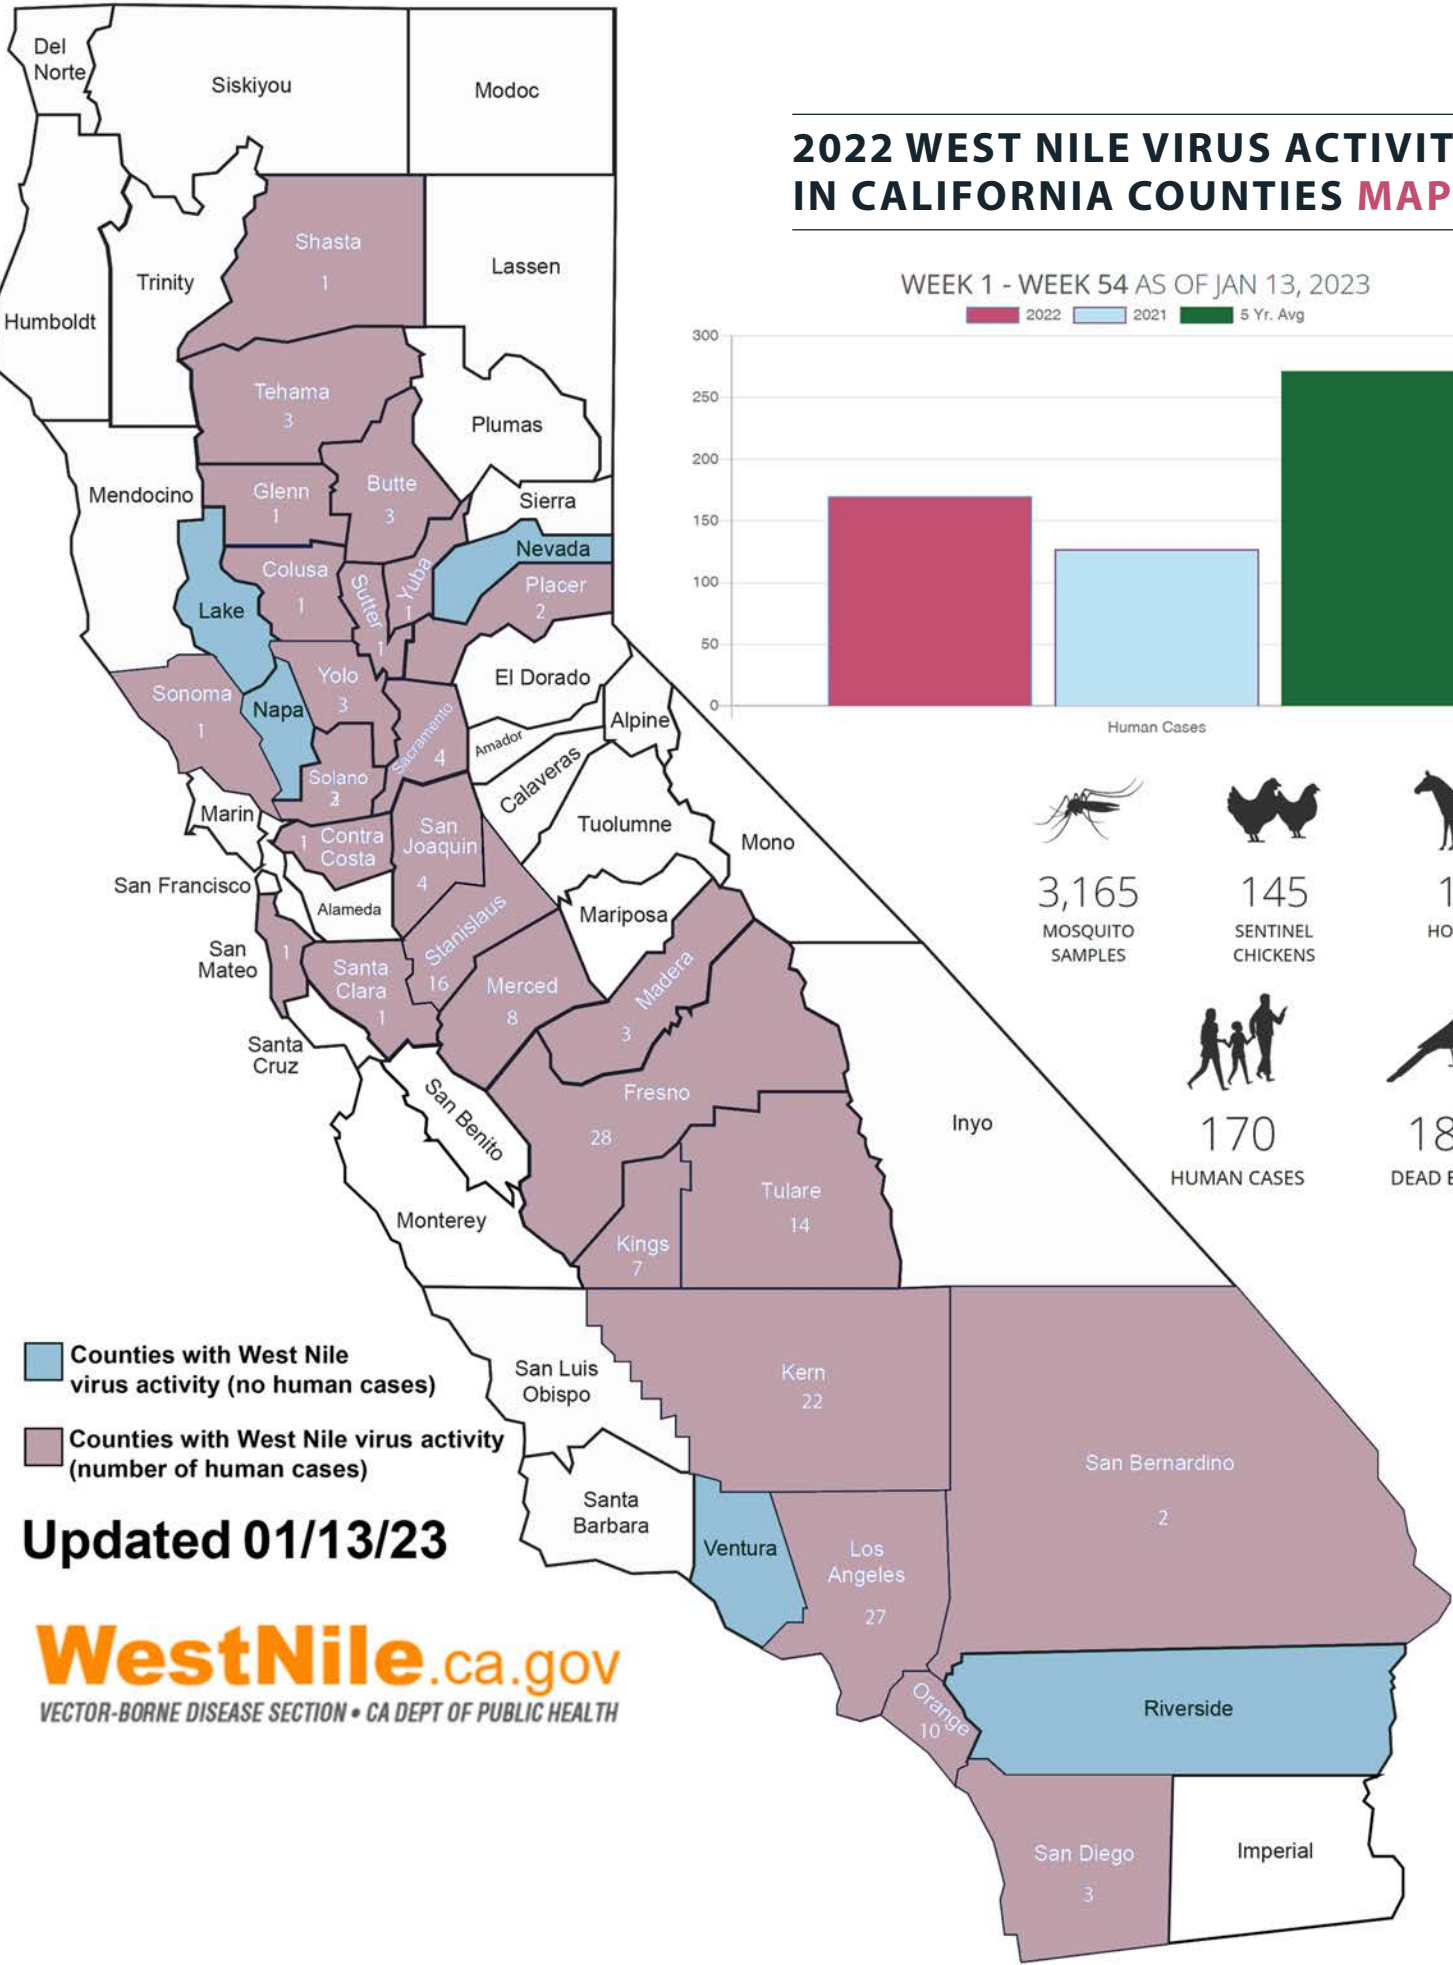 2022 WEST NILE VIRUS ACTIVIT
IN CALIFORNIA COUNTIES MAP
WEEK 1 - WEEK 54 AS OF JAN 13, 2023
2022
2021
5 Yr. Avg
300
250
200
150
100
50
0
Human Cases
3,165
MOSQUITO
SAMPLES
145
SENTINEL
CHICKENS
1
HO
170
HUMAN CASES
18
DEAD B
Del
Norte
Siskiyou
Modoc
Shasta
1
Trinity
Humboldt
Lassen
Tehama
3
Plumas
Mendocino
Glenn
1
Butte
3
Sierra
Nevada
Colusa
1
Sutter
1
Yuba
1
Placer
2
Lake
El Dorado
Yolo
3
Sonoma
1
Napa
Sacramento
4
Amador
Alpine
Solano
Calaveras
Marin
1
Contra
Costa
San
Joaquin
4
Tuolumne
Mono
San Francisco
Alameda
Stanislaus
16
Mariposa
San
Mateo
1
Santa
Clara
1
Merced
8
Madera
3
Santa
Cruz
San Benito
Fresno
28
Inyo
Monterey
Kings
7
Tulare
14
San Luis
Obispo
Kern
22
San Bernardino
2
Santa
Barbara
Ventura
Los
Angeles
27
Orange
10
Riverside
San Diego
3
Imperial
Counties with West Nile
virus activity (no human cases)
Counties with West Nile virus activity
(number of human cases)
Updated 01/13/23
WestNile.ca.gov
VECTOR-BORNE DISEASE SECTION • CA DEPT OF PUBLIC HEALTH